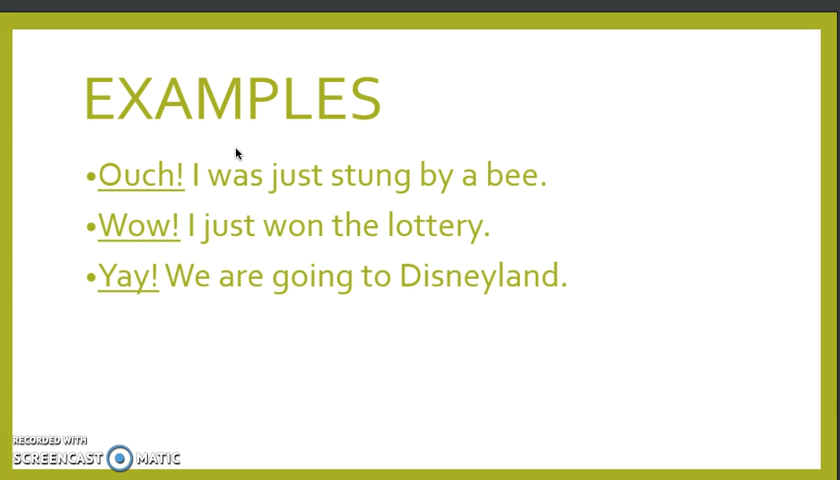 EXAMPLES
•Ouch! I was just stung by a bee.
•Wow! I just won the lottery.
•Yay! We are going to Disneyland.
RECORDED WITH
SCREENCAST MATIC